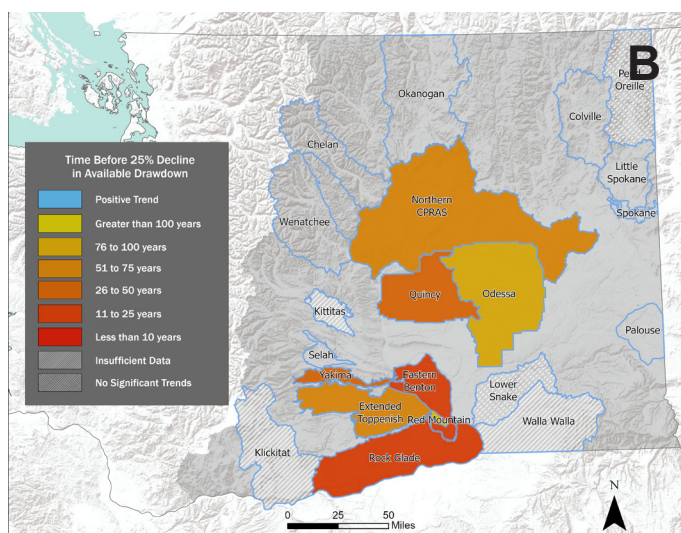 B
Pend
Oreille
Okanogan
Colville
Chelan
Little
Spokane
Spokane
Time Before 25% Decline
in Available Drawdown
Positive Trend
Greater than 100 years
76 to 100 years
51 to 75 years
26 to 50 years
11 to 25 years
Less than 10 years
Insufficient Data
No Significant Trends
Northern
CPRAS
Wenatchee
Quincy
Odessa
Kittitas
Palouse
Selah
Yakima
Eastern
Benton
Lower
Snake
Extended
Toppenish
Red Mountain
Walla Walla
Klickitat
Rock Glade
N
0 25 50
Miles